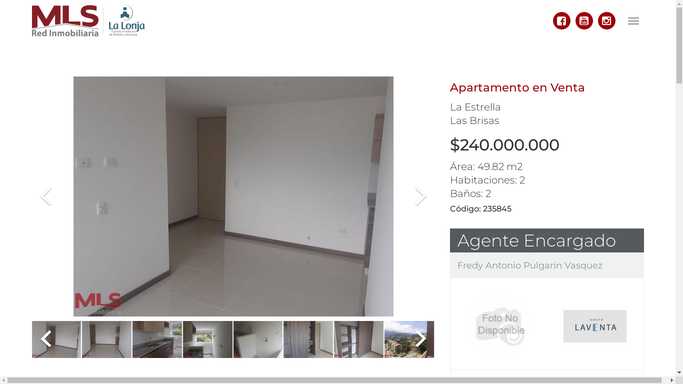 MLS
Red Inmobiliaria
La Lonja
Apartamento en Venta
La Estrella
Las Brisas
$240.000.000
Área: 49.82 m2
Habitaciones: 2
Baños: 2
Código: 235845
Agente Encargado
Fredy Antonio Pulgarin Vasquez
MLS
Foto No
Disponible
LAVENTA